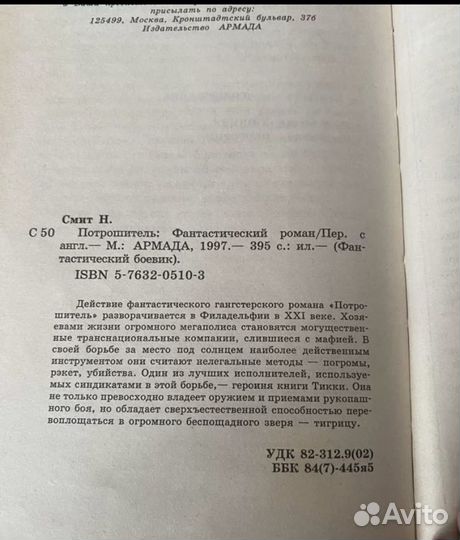 присылать по адресу:
125499, Москва, Кронштадтский бульвар, 37б
Издательство АРМАДА
Смит Н.
С 50 Потрошитель: Фантастический роман/Пер. с
англ.— М.: АРМАДА, 1997.— 395 с.: ил.— (Фан-
тастический боевик).
ISBN 5-7632-0510-3
Действие фантастического гангстерского романа «Потро-
шитель» разворачивается в Филадельфии в XXI веке. Хозя-
евами жизни огромного мегаполиса становятся могуществен-
ные транснациональные компании, слившиеся с мафией. В
своей борьбе за место под солнцем наиболее действенным
инструментом они считают нелегальные методы — погромы,
рэкет, убийства. Один из лучших исполнителей, используе-
мых синдикатами в этой борьбе,— героиня книги Тикки. Она
не только превосходно владеет оружием и приемами рукопаш-
ного боя, но обладает сверхъестественной способностью пере-
воплощаться в огромного беспощадного зверя — тигрицу.
УДК 82-312.9(02)
ББК 84(7)-445я5
Avito